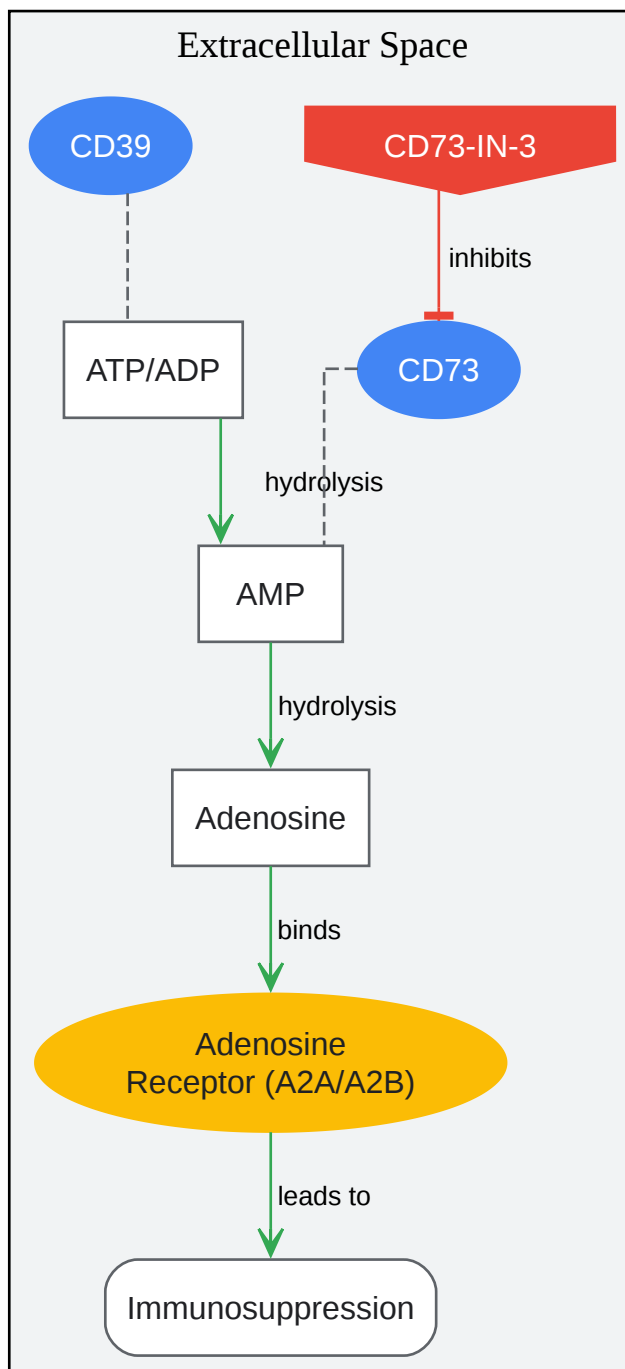 Extracellular Space
CD39
CD73-IN-3
inhibits
ATP/ADP
CD73
hydrolysis
AMP
hydrolysis
Adenosine
binds
Adenosine
Receptor (A2A/A2B)
leads to
Immunosuppression